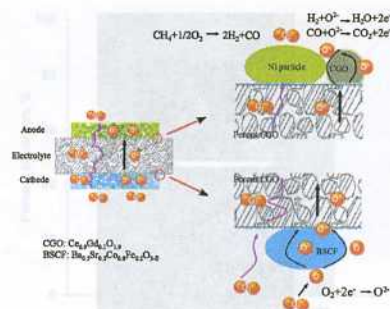 H₂+O²⁻→H₂O+2e⁻
CH₄+1/2O₂ → 2H₂+CO
CO+O²⁻→CO₂+2e⁻
Ni particle
CGO
Anode
Electrolyte
Cathode
Porous CGO
Porous CGO
BSCF
CGO: Ce₀.₉Gd₀.₁O₁.₉
BSCF: Ba₀.₅Sr₀.₅Co₀.₈Fe₀.₂O₃₋δ
O₂+2e⁻→O²⁻